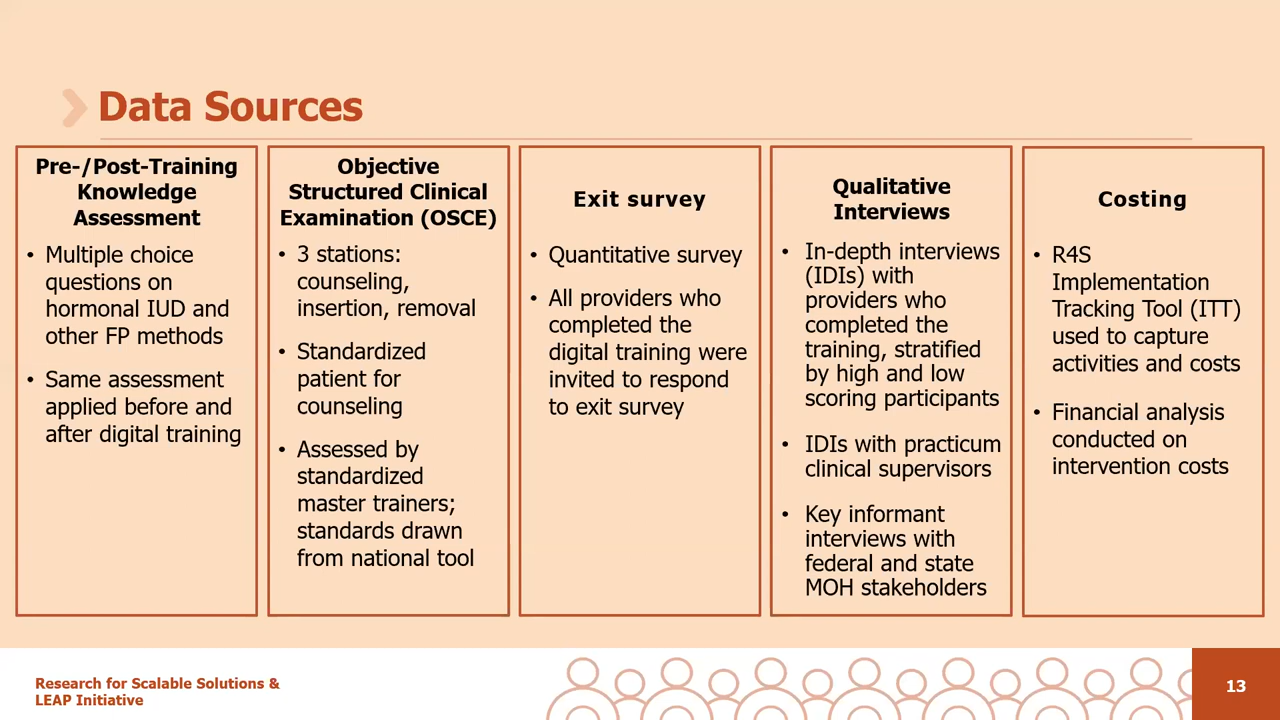 Data Sources
Pre-/Post-Training
Knowledge
Assessment
• Multiple choice
questions on
hormonal IUD and
other FP methods
• Same assessment
applied before and
after digital training
Objective
Structured Clinical
Examination (OSCE)
• 3 stations:
counseling,
insertion, removal
• Standardized
patient for
counseling
• Assessed by
standardized
master trainers;
standards drawn
from national tool
Exit survey
• Quantitative survey
• All providers who
completed the
digital training were
invited to respond
to exit survey
Qualitative
Interviews
• In-depth interviews
(IDIs) with
providers who
completed the
training, stratified
by high and low
scoring participants
• IDIs with practicum
clinical supervisors
• Key informant
interviews with
federal and state
MOH stakeholders
Costing
• R4S
Implementation
Tracking Tool (ITT)
used to capture
activities and costs
• Financial analysis
conducted on
intervention costs
Research for Scalable Solutions &
LEAP Initiative
13